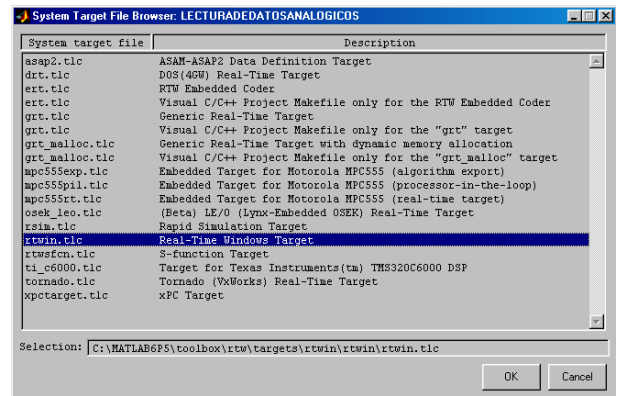 System Target File Browser: LECTURADEDATOSANALOGICOS
System target file Description
asap2.tlc ASAM-ASAP2 Data Definition Target
drt.tlc DOS(4GW) Real-Time Target
ert.tlc RTW Embedded Coder
ert.tlc Visual C/C++ Project Makefile only for the RTW Embedded Coder
grt.tlc Generic Real-Time Target
grt.tlc Visual C/C++ Project Makefile only for the "grt" target
grt_malloc.tlc Generic Real-Time Target with dynamic memory allocation
grt_malloc.tlc Visual C/C++ Project Makefile only for the "grt_malloc" target
mpc555exp.tlc Embedded Target for Motorola MPC555 (algorithm export)
mpc555pil.tlc Embedded Target for Motorola MPC555 (processor-in-the-loop)
mpc555rt.tlc Embedded Target for Motorola MPC555 (real-time target)
osek_leo.tlc (Beta) LE/O (Lynx-Embedded OSEK) Real-Time Target
rsim.tlc Rapid Simulation Target
rtwin.tlc Real-Time Windows Target
rtwsfcn.tlc S-function Target
ti_c6000.tlc Target for Texas Instruments(tm) TMS320C6000 DSP
tornado.tlc Tornado (VxWorks) Real-Time Target
xpctarget.tlc xPC Target
Selection: C:\MATLAB6P5\toolbox\rtw\targets\rtwin\rtwin\rtwin.tlc
OK Cancel